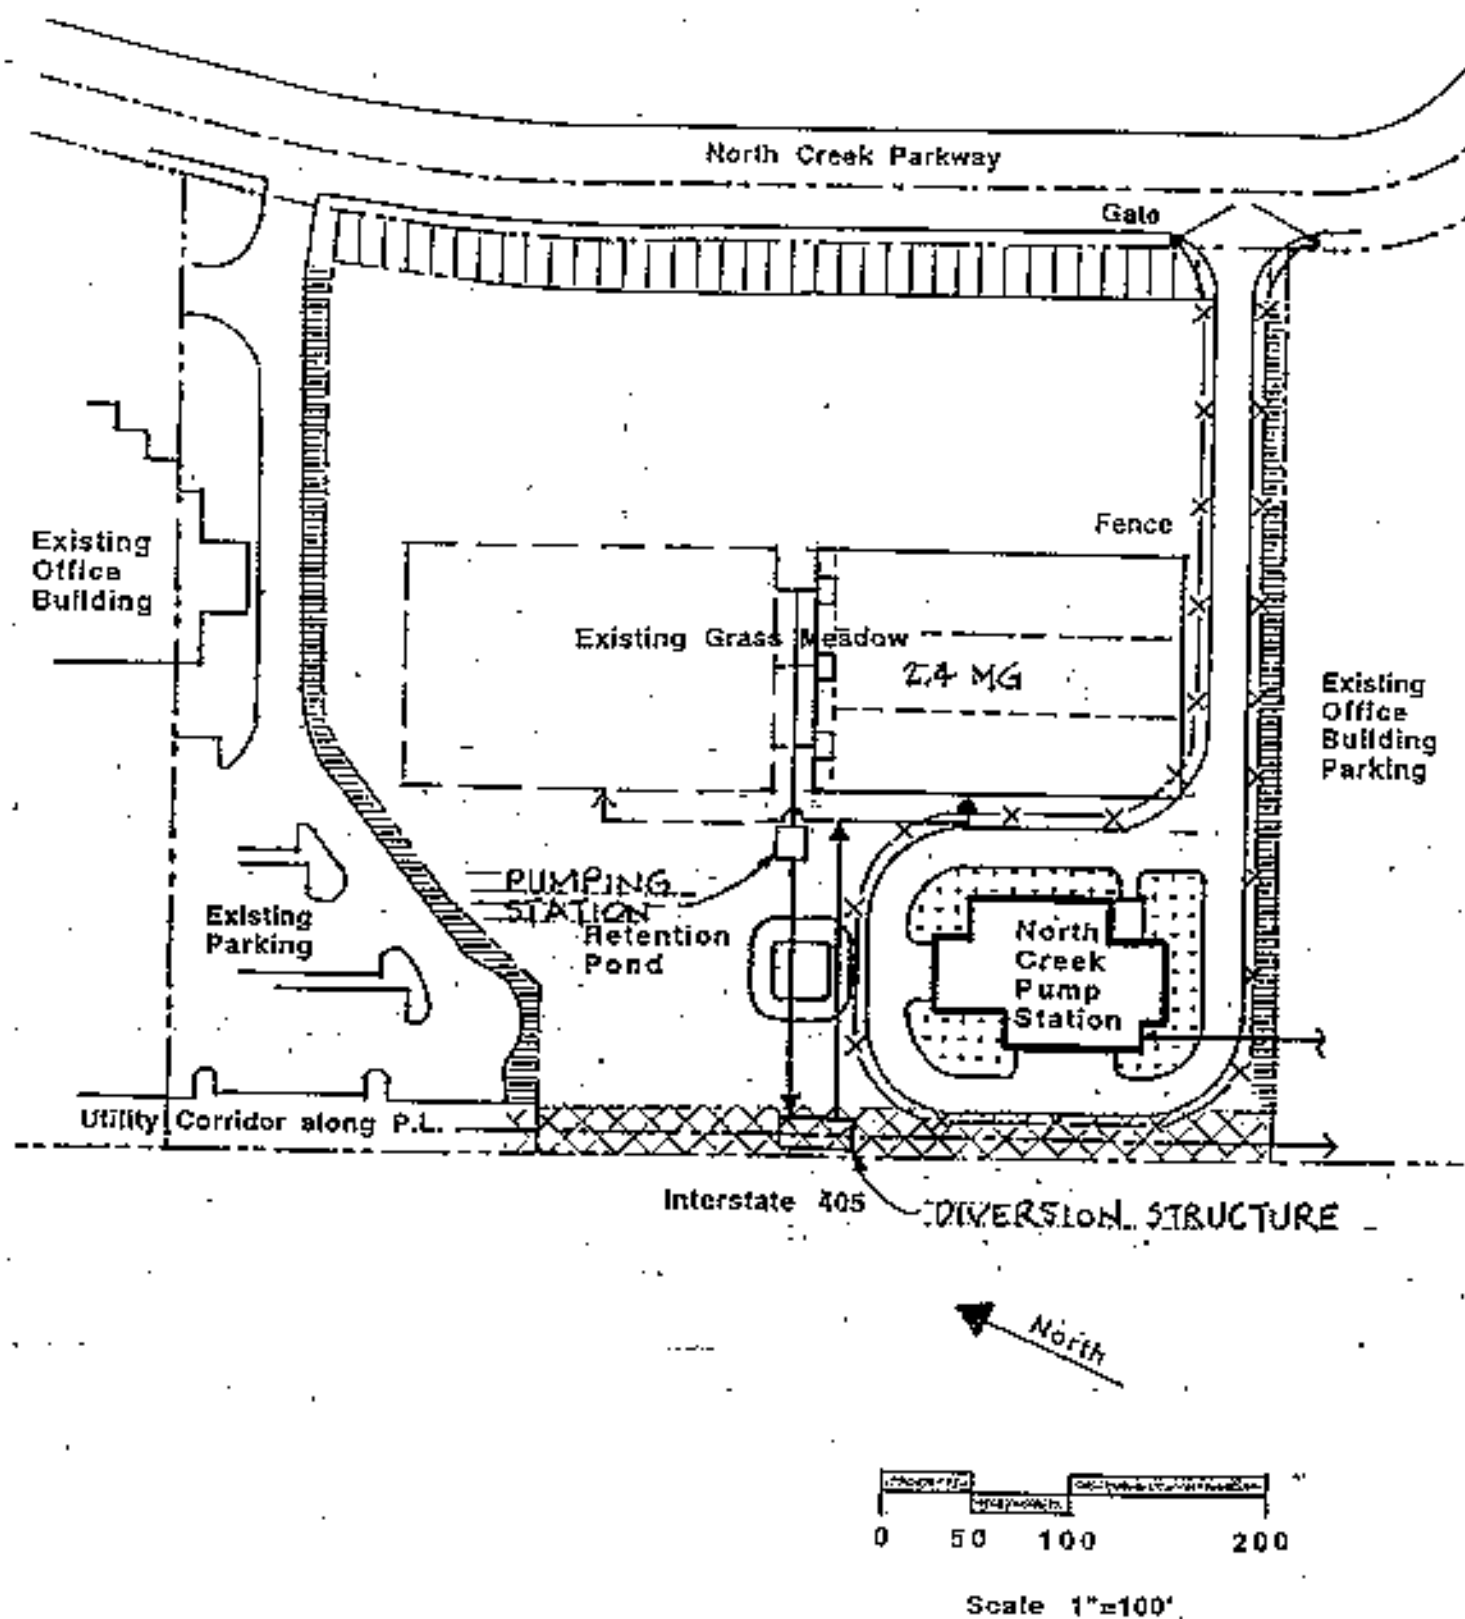 North Creek Parkway
Gate
Fence
Existing
Office
Building
Existing Grass Meadow
2.4 MG
Existing
Office
Building
Parking
PUMPING
STATION
Retention
Pond
Existing
Parking
North
Creek
Pump
Station
Utility Corridor along P.L.
Interstate 405
DIVERSION STRUCTURE
North
0 50 100 200
Scale 1"=100'